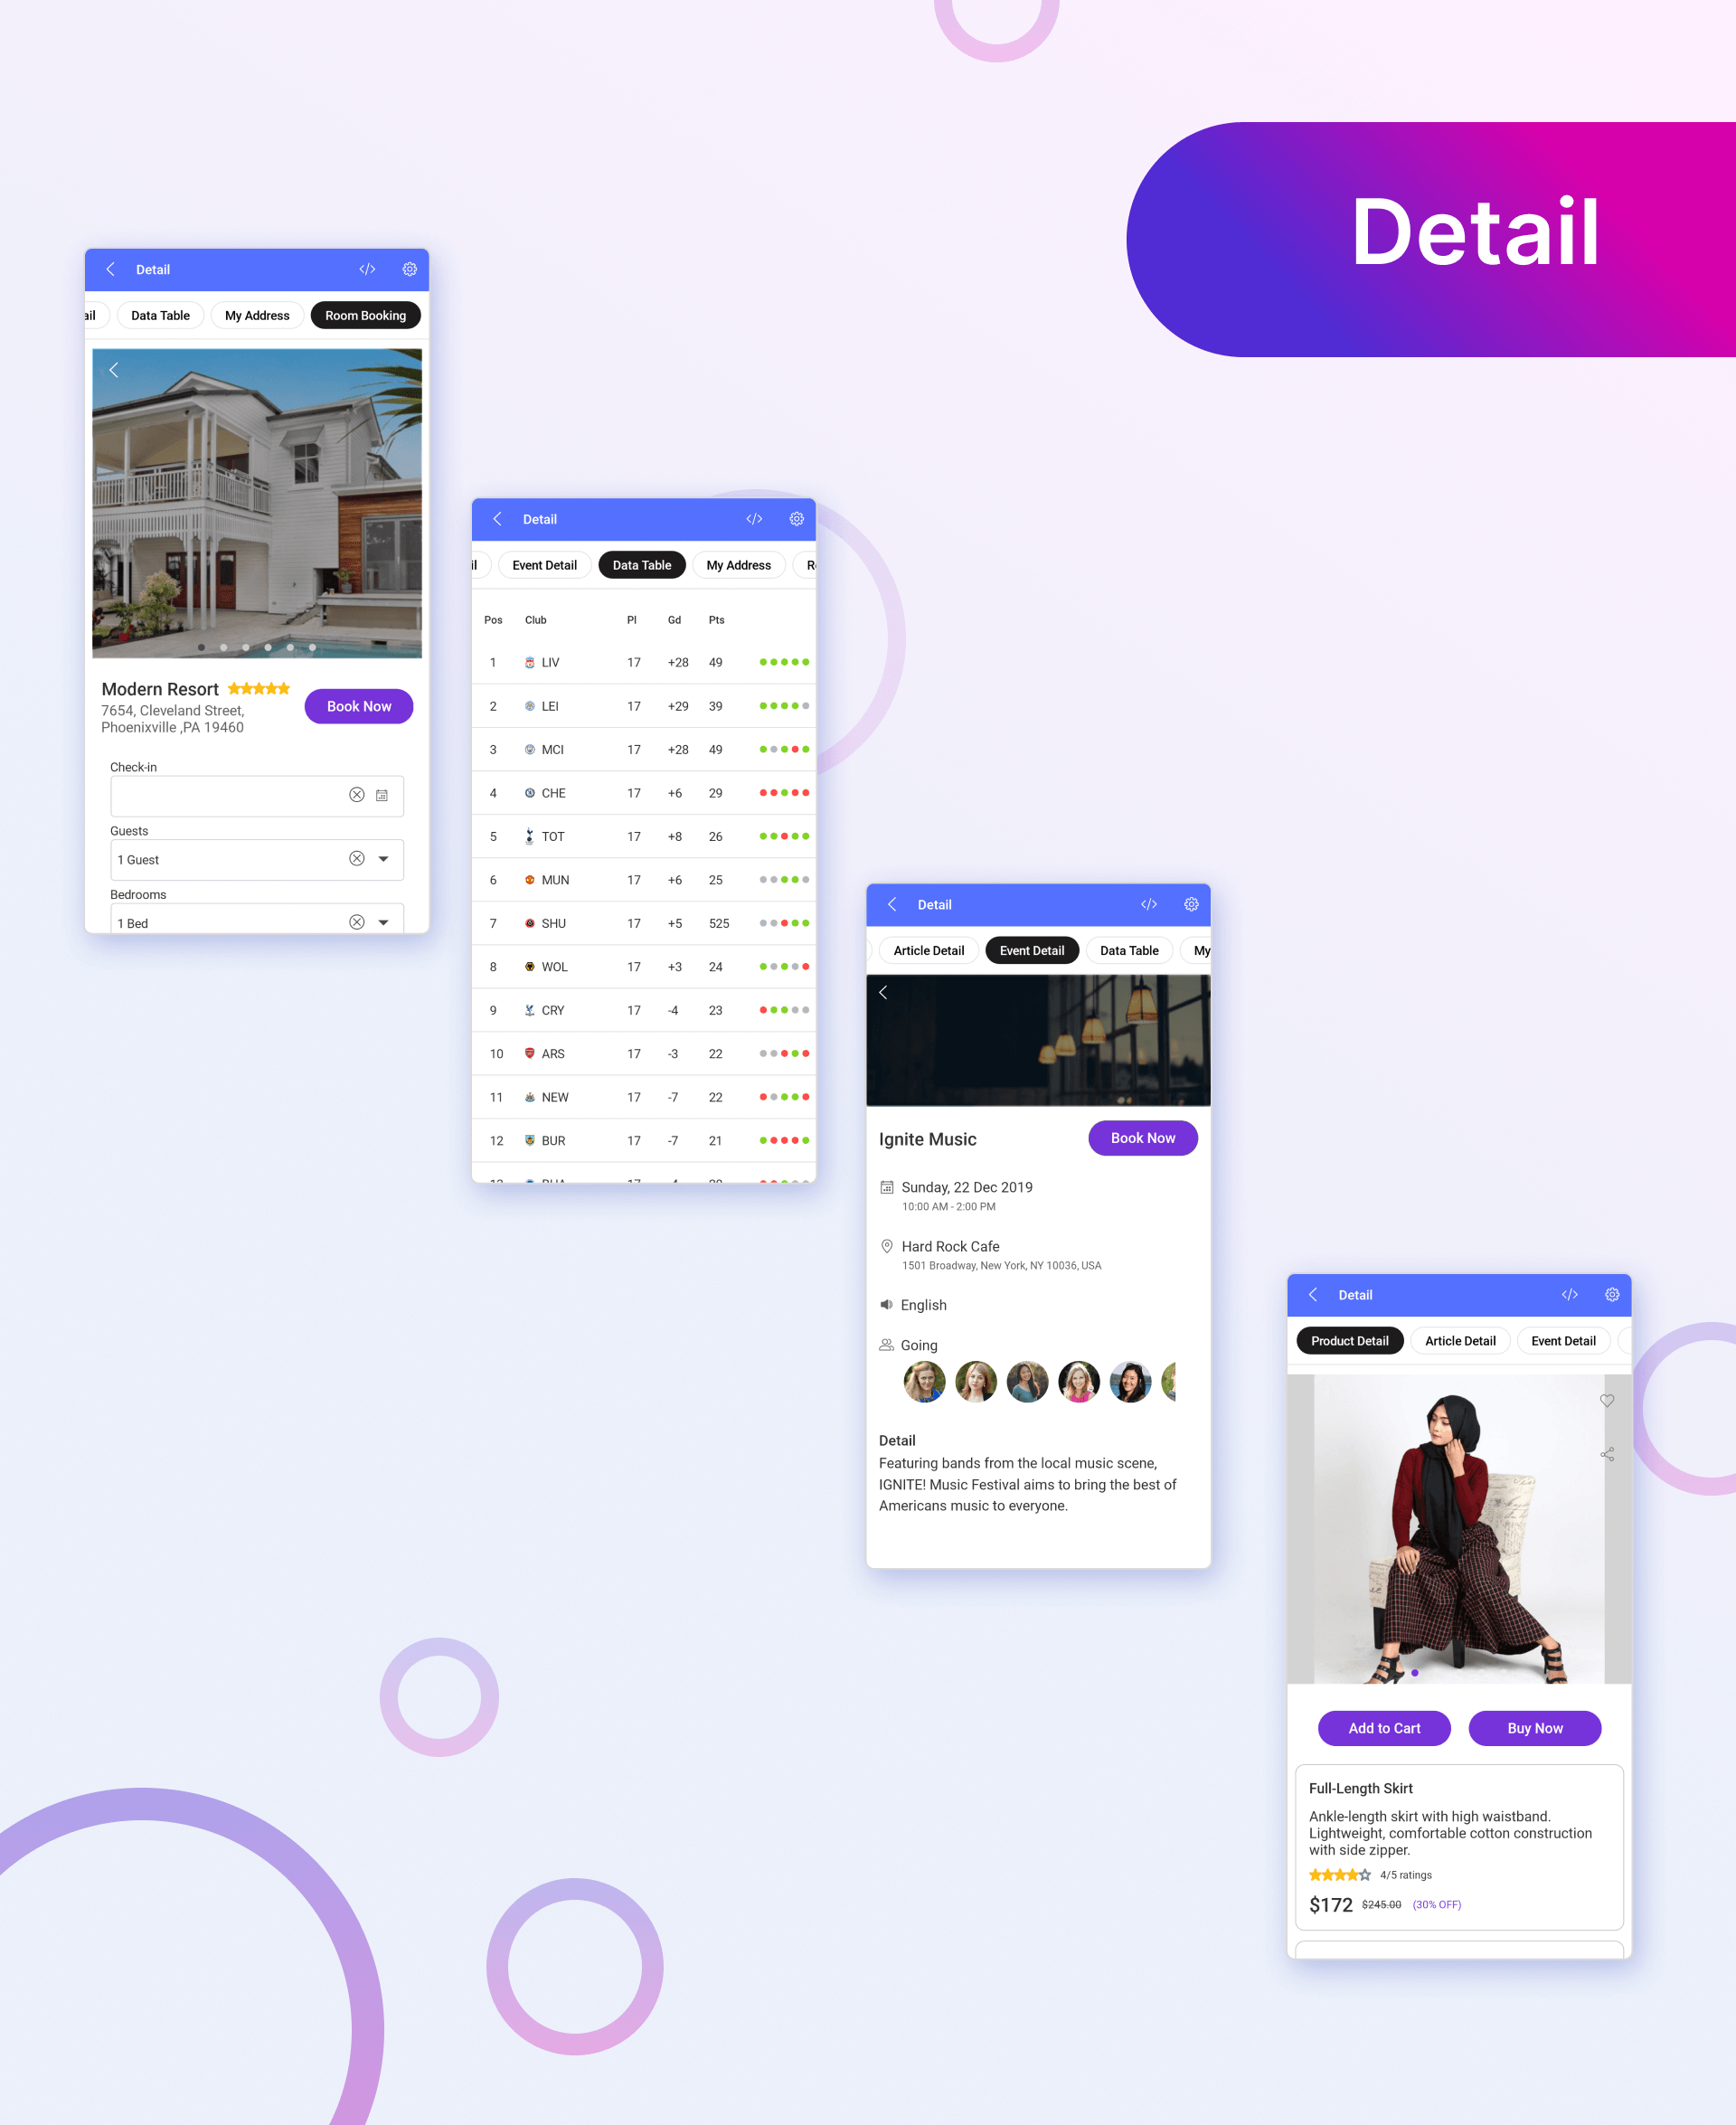 Detail
Detail
ail Data Table My Address Room Booking
Modern Resort
7654, Cleveland Street,
Phoenixville ,PA 19460
Book Now
Check-in
Guests
1 Guest
Bedrooms
1 Bed
Detail
il Event Detail Data Table My Address
Pos Club Pl Gd Pts
1 LIV 17 +28 49
2 LEI 17 +29 39
3 MCI 17 +28 49
4 CHE 17 +6 29
5 TOT 17 +8 26
6 MUN 17 +6 25
7 SHU 17 +5 525
8 WOL 17 +3 24
9 CRY 17 -4 23
10 ARS 17 -3 22
11 NEW 17 -7 22
12 BUR 17 -7 21
Detail
Article Detail Event Detail Data Table My
Ignite Music
Book Now
Sunday, 22 Dec 2019
10:00 AM - 2:00 PM
Hard Rock Cafe
1501 Broadway, New York, NY 10036, USA
English
Going
Detail
Featuring bands from the local music scene,
IGNITE! Music Festival aims to bring the best of
Americans music to everyone.
Detail
Product Detail Article Detail Event Detail
Add to Cart Buy Now
Full-Length Skirt
Ankle-length skirt with high waistband.
Lightweight, comfortable cotton construction
with side zipper.
4/5 ratings
$172 $245.00 (30% OFF)